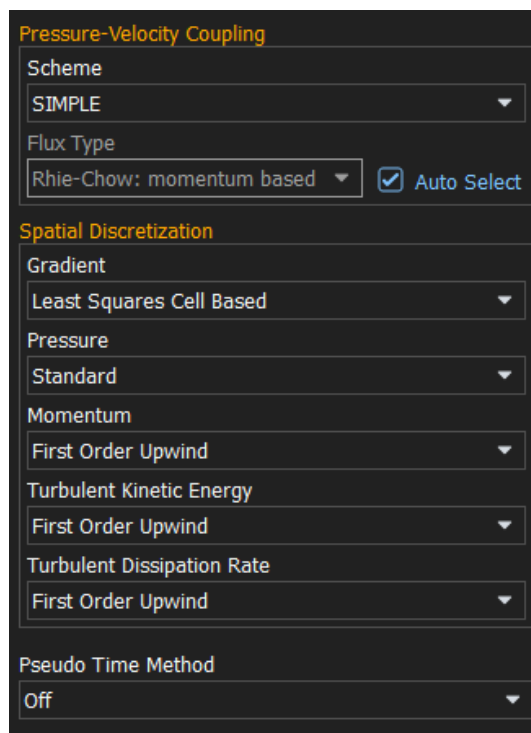 Pressure-Velocity Coupling
Scheme
SIMPLE
Flux Type
Rhie-Chow: momentum based
Auto Select
Spatial Discretization
Gradient
Least Squares Cell Based
Pressure
Standard
Momentum
First Order Upwind
Turbulent Kinetic Energy
First Order Upwind
Turbulent Dissipation Rate
First Order Upwind
Pseudo Time Method
Off